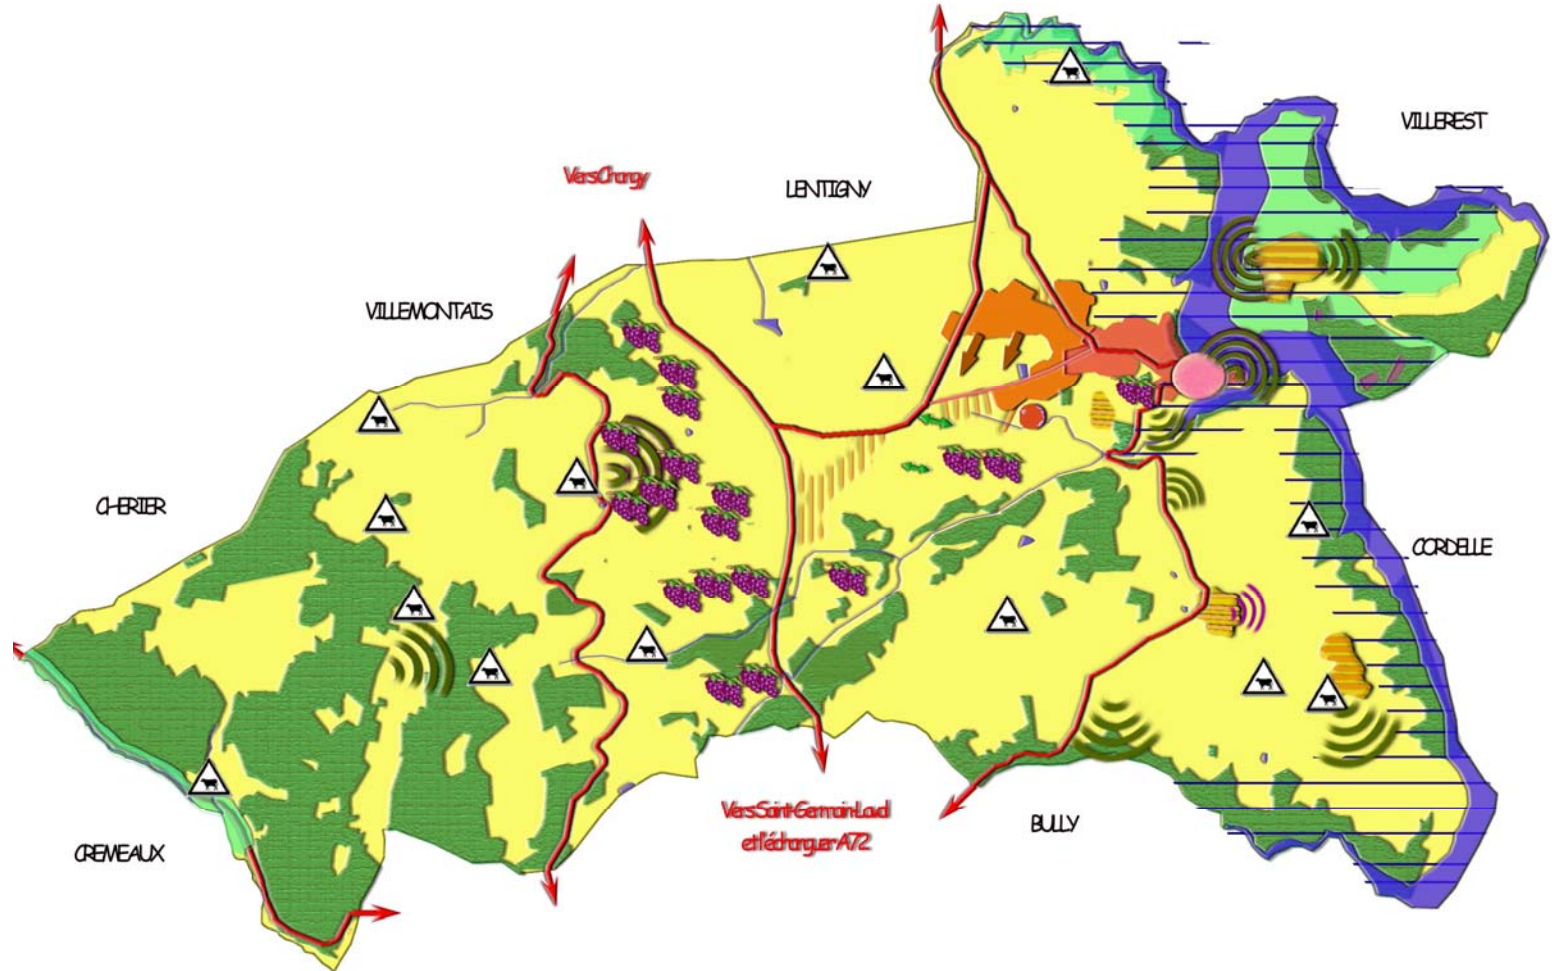 VILLEREST
Vers Changy
LENTIGNY
VILLEMONTAIS
CHERIER
CORDELLE
Vers Saint-Germain-Laval
et l'échangeur A72
BULLY
CREMEAUX